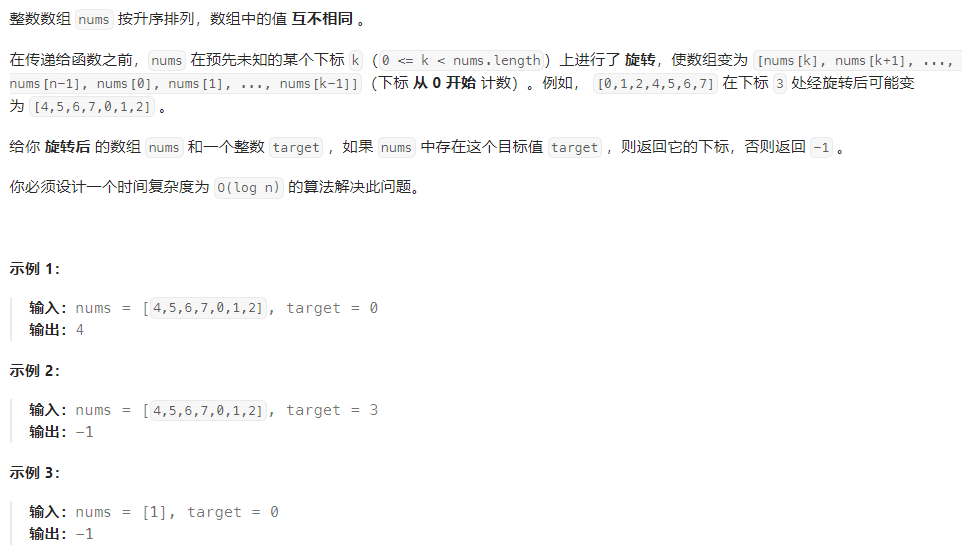 整数数组 nums 按升序排列，数组中的值 互不相同 。
在传递给函数之前，nums 在预先未知的某个下标 k（0 <= k < nums.length）上进行了 旋转，使数组变为 [nums[k], nums[k+1], ...,
nums[n-1], nums[0], nums[1], ..., nums[k-1]]（下标 从 0 开始 计数）。例如， [0,1,2,4,5,6,7] 在下标 3 处经旋转后可能变
为 [4,5,6,7,0,1,2] 。
给你 旋转后 的数组 nums 和一个整数 target ，如果 nums 中存在这个目标值 target ，则返回它的下标，否则返回 -1 。
你必须设计一个时间复杂度为 O(log n) 的算法解决此问题。
示例 1：
输入：nums = [4,5,6,7,0,1,2], target = 0
输出：4
示例 2：
输入：nums = [4,5,6,7,0,1,2], target = 3
输出：-1
示例 3：
输入：nums = [1], target = 0
输出：-1